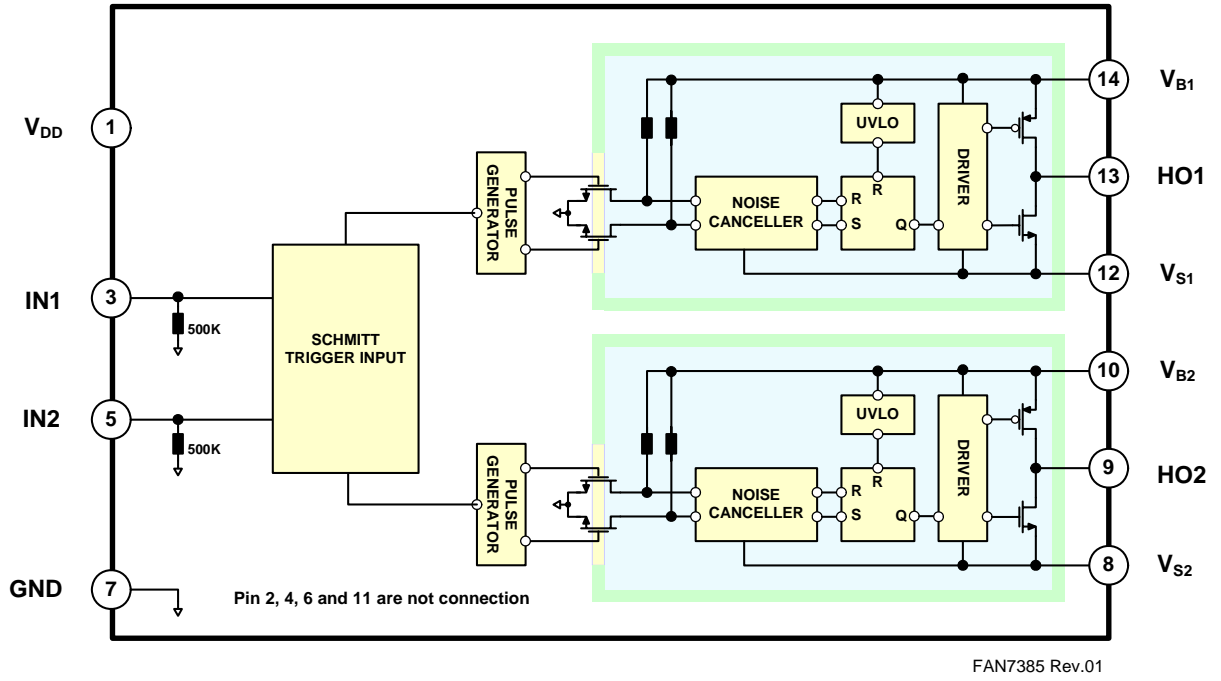 V_DD
1
IN1
3
500K
IN2
5
500K
GND
7
SCHMITT
TRIGGER INPUT
PULSE
GENERATOR
NOISE
CANCELLER
R
S
R
Q
UVLO
DRIVER
14
V_B1
13
HO1
12
V_S1
PULSE
GENERATOR
NOISE
CANCELLER
R
S
R
Q
UVLO
DRIVER
10
V_B2
9
HO2
8
V_S2
Pin 2, 4, 6 and 11 are not connection
FAN7385 Rev.01